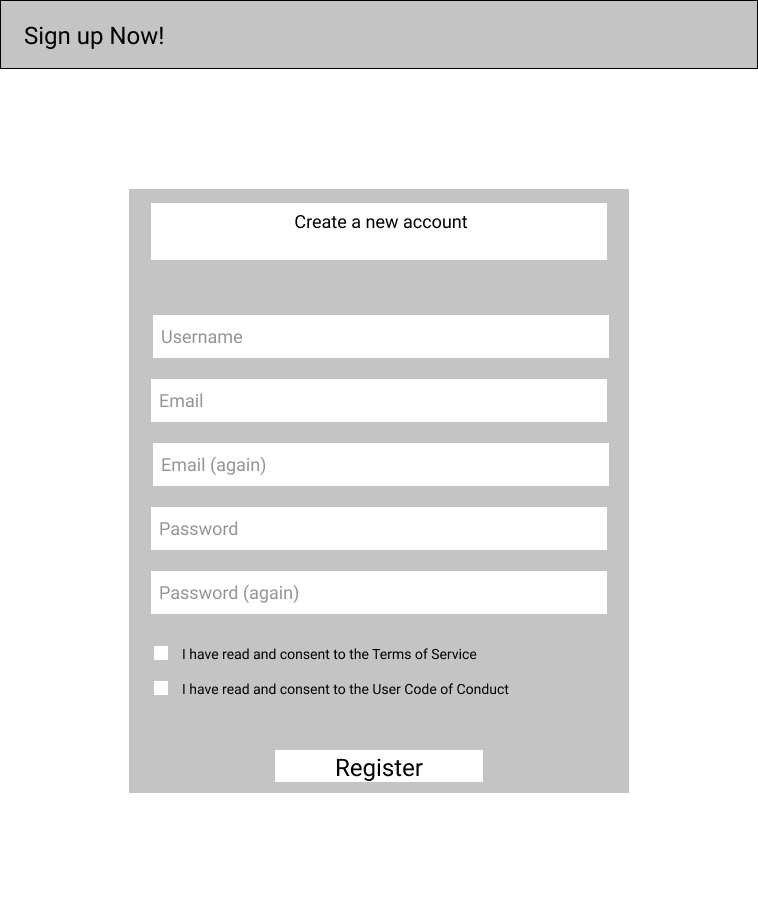 Sign up Now!
Create a new account
Username
Email
Email (again)
Password
Password (again)
I have read and consent to the Terms of Service
I have read and consent to the User Code of Conduct
Register